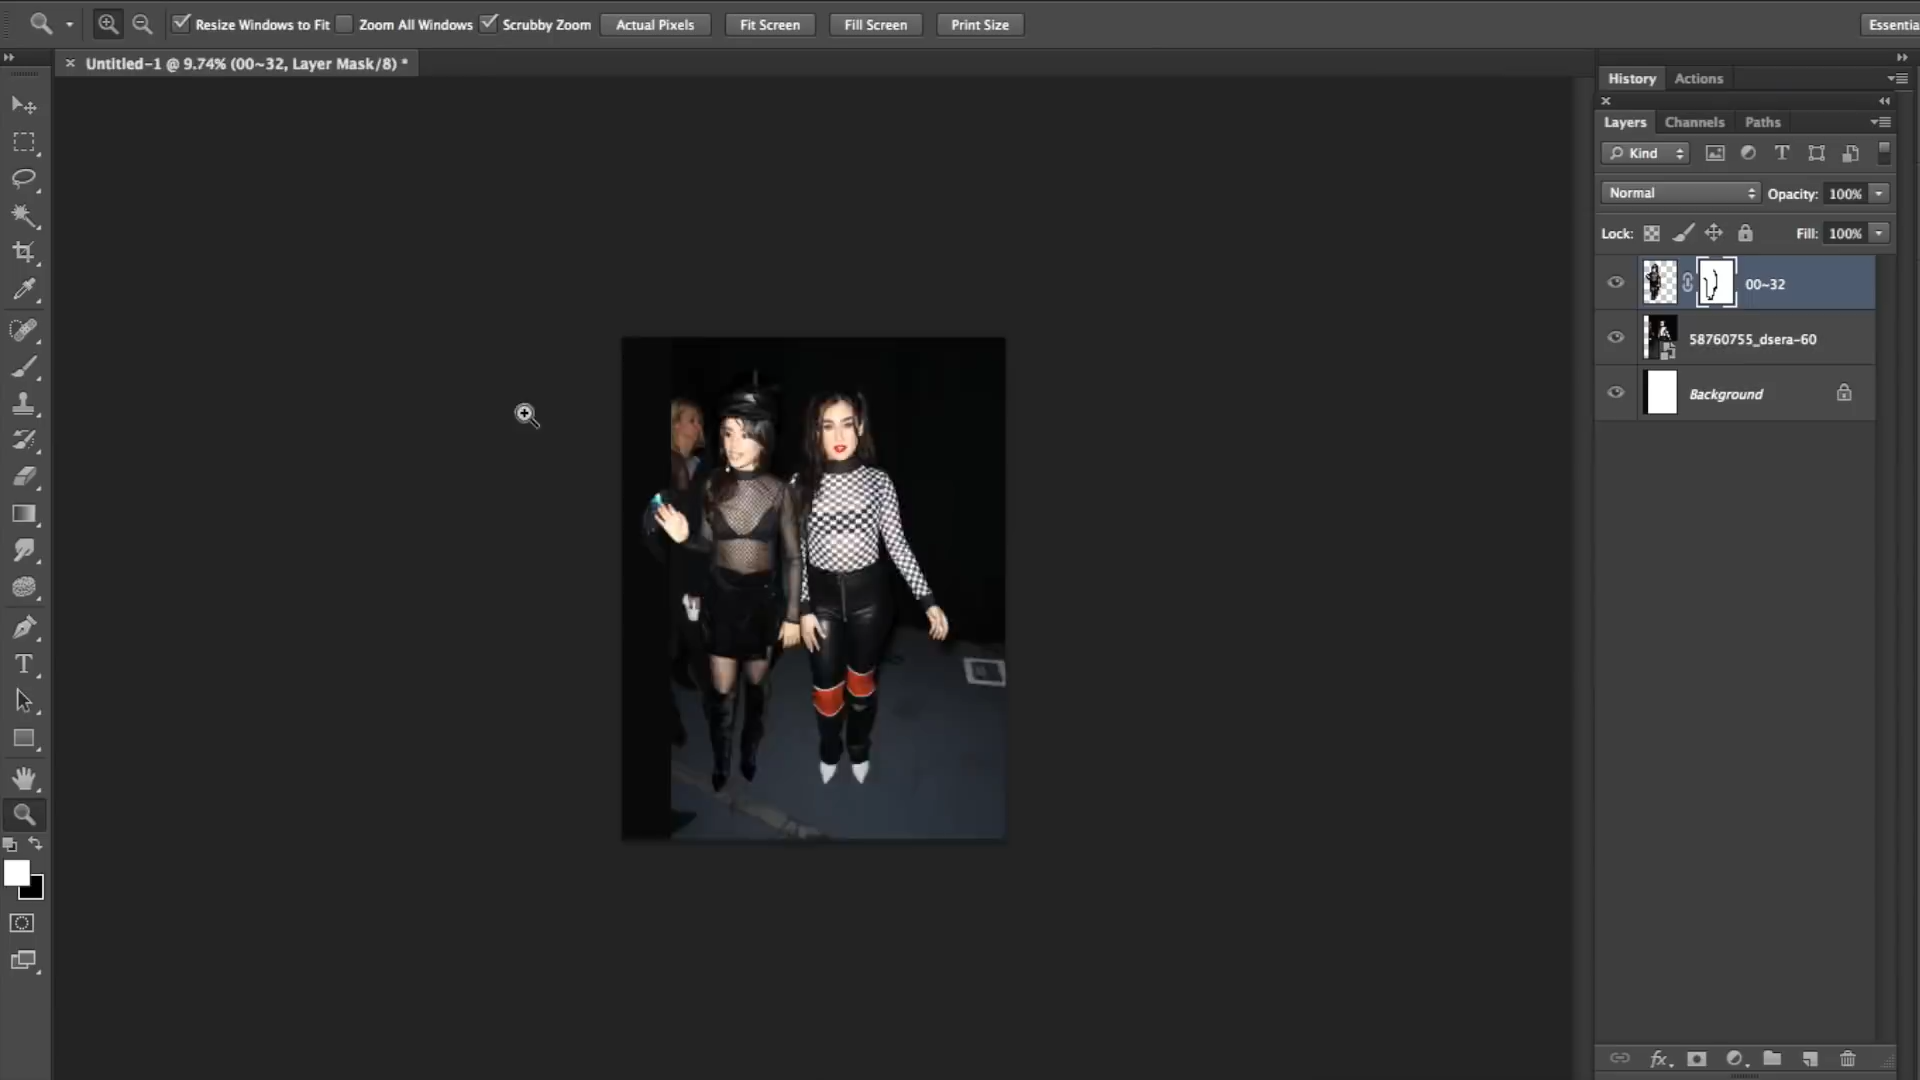 Resize Windows to Fit Zoom All Windows Scrubby Zoom Actual Pixels Fit Screen Fill Screen Print Size Essentia
Untitled-1 @ 9.74% (00~32, Layer Mask/8) *
History Actions
Layers Channels Paths
Kind
Normal Opacity: 100%
Lock: Fill: 100%
00~32
58760755_dsera-60
Background